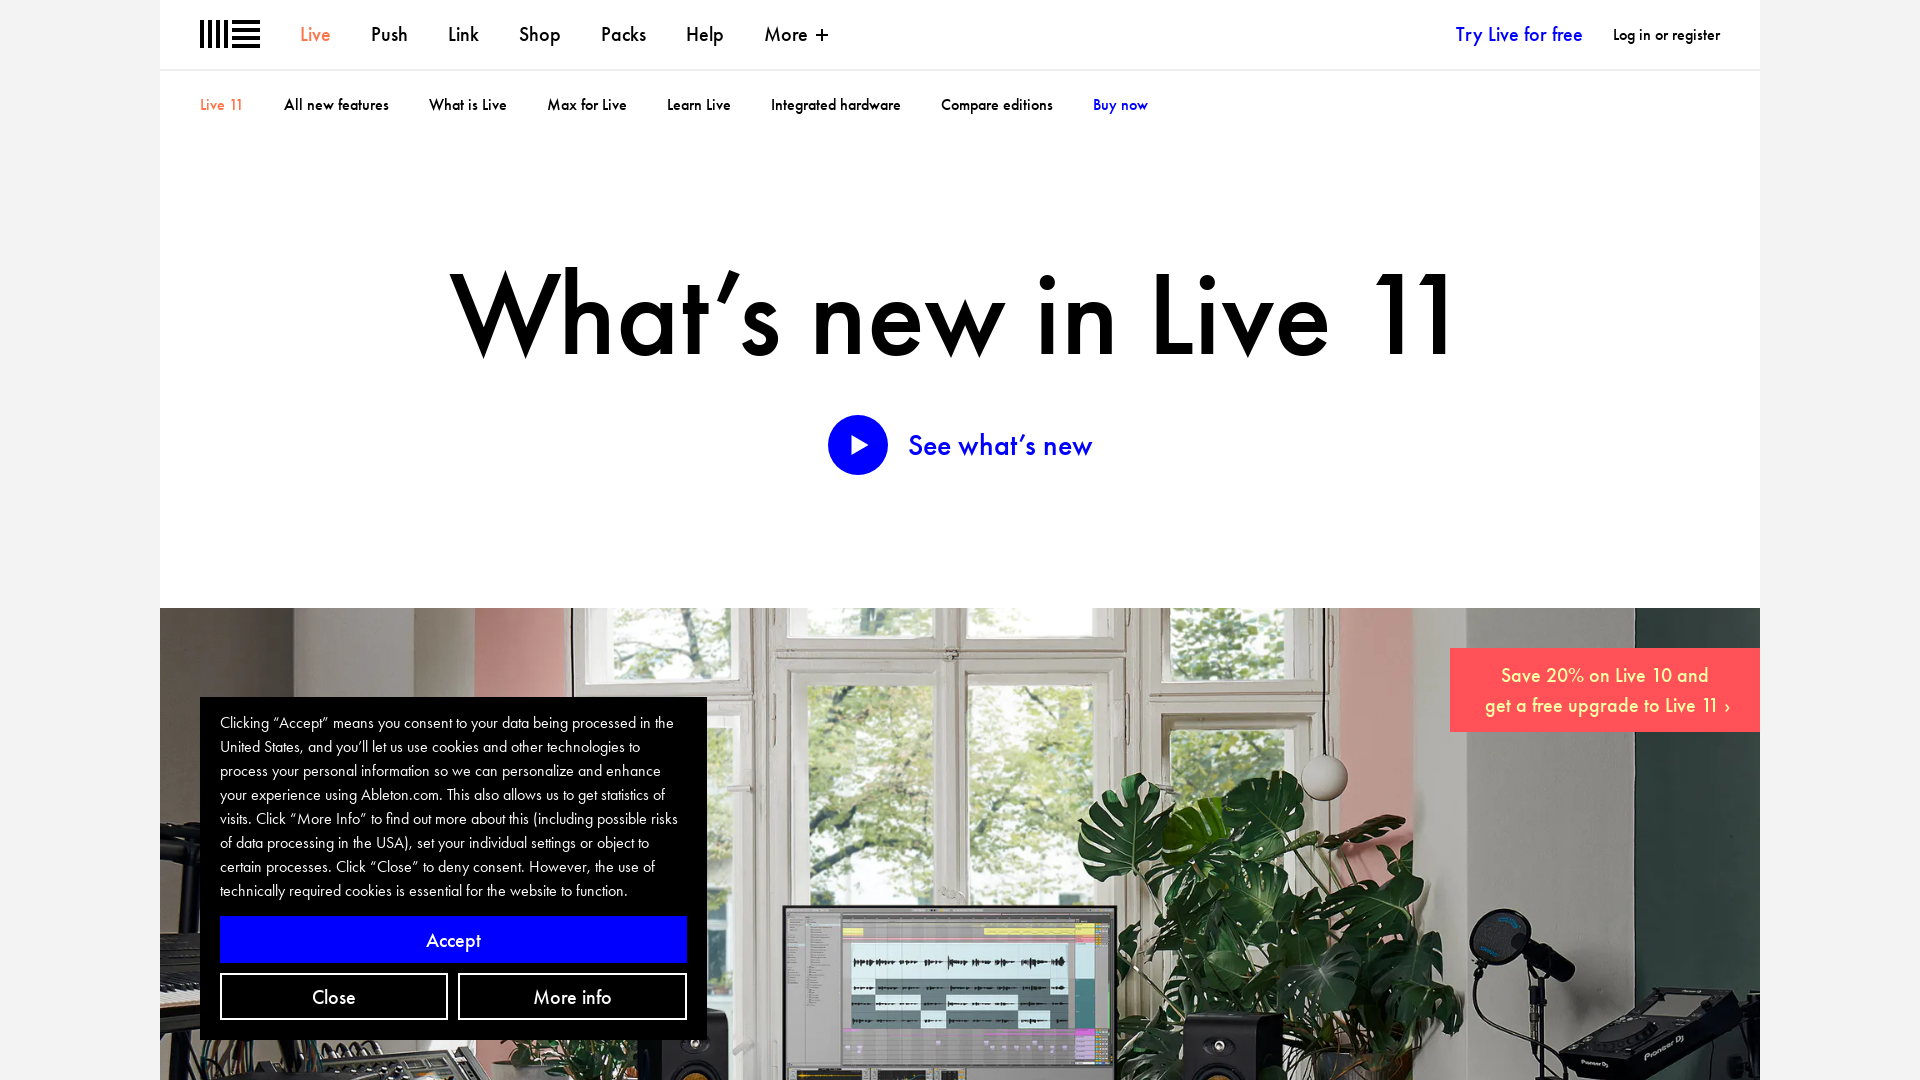 Live
Push
Link
Shop
Packs
Help
More +
Try Live for free
Log in or register
Live 11
All new features
What is Live
Max for Live
Learn Live
Integrated hardware
Compare editions
Buy now
What’s new in Live 11
See what’s new
Save 20% on Live 10 and
get a free upgrade to Live 11 ›
Clicking “Accept” means you consent to your data being processed in the
United States, and you’ll let us use cookies and other technologies to
process your personal information so we can personalize and enhance
your experience using Ableton.com. This also allows us to get statistics of
visits. Click “More Info” to find out more about this (including possible risks
of data processing in the USA), set your individual settings or object to
certain processes. Click “Close” to deny consent. However, the use of
technically required cookies is essential for the website to function.
Accept
Close
More info
Pioneer Dj
Pioneer Dj